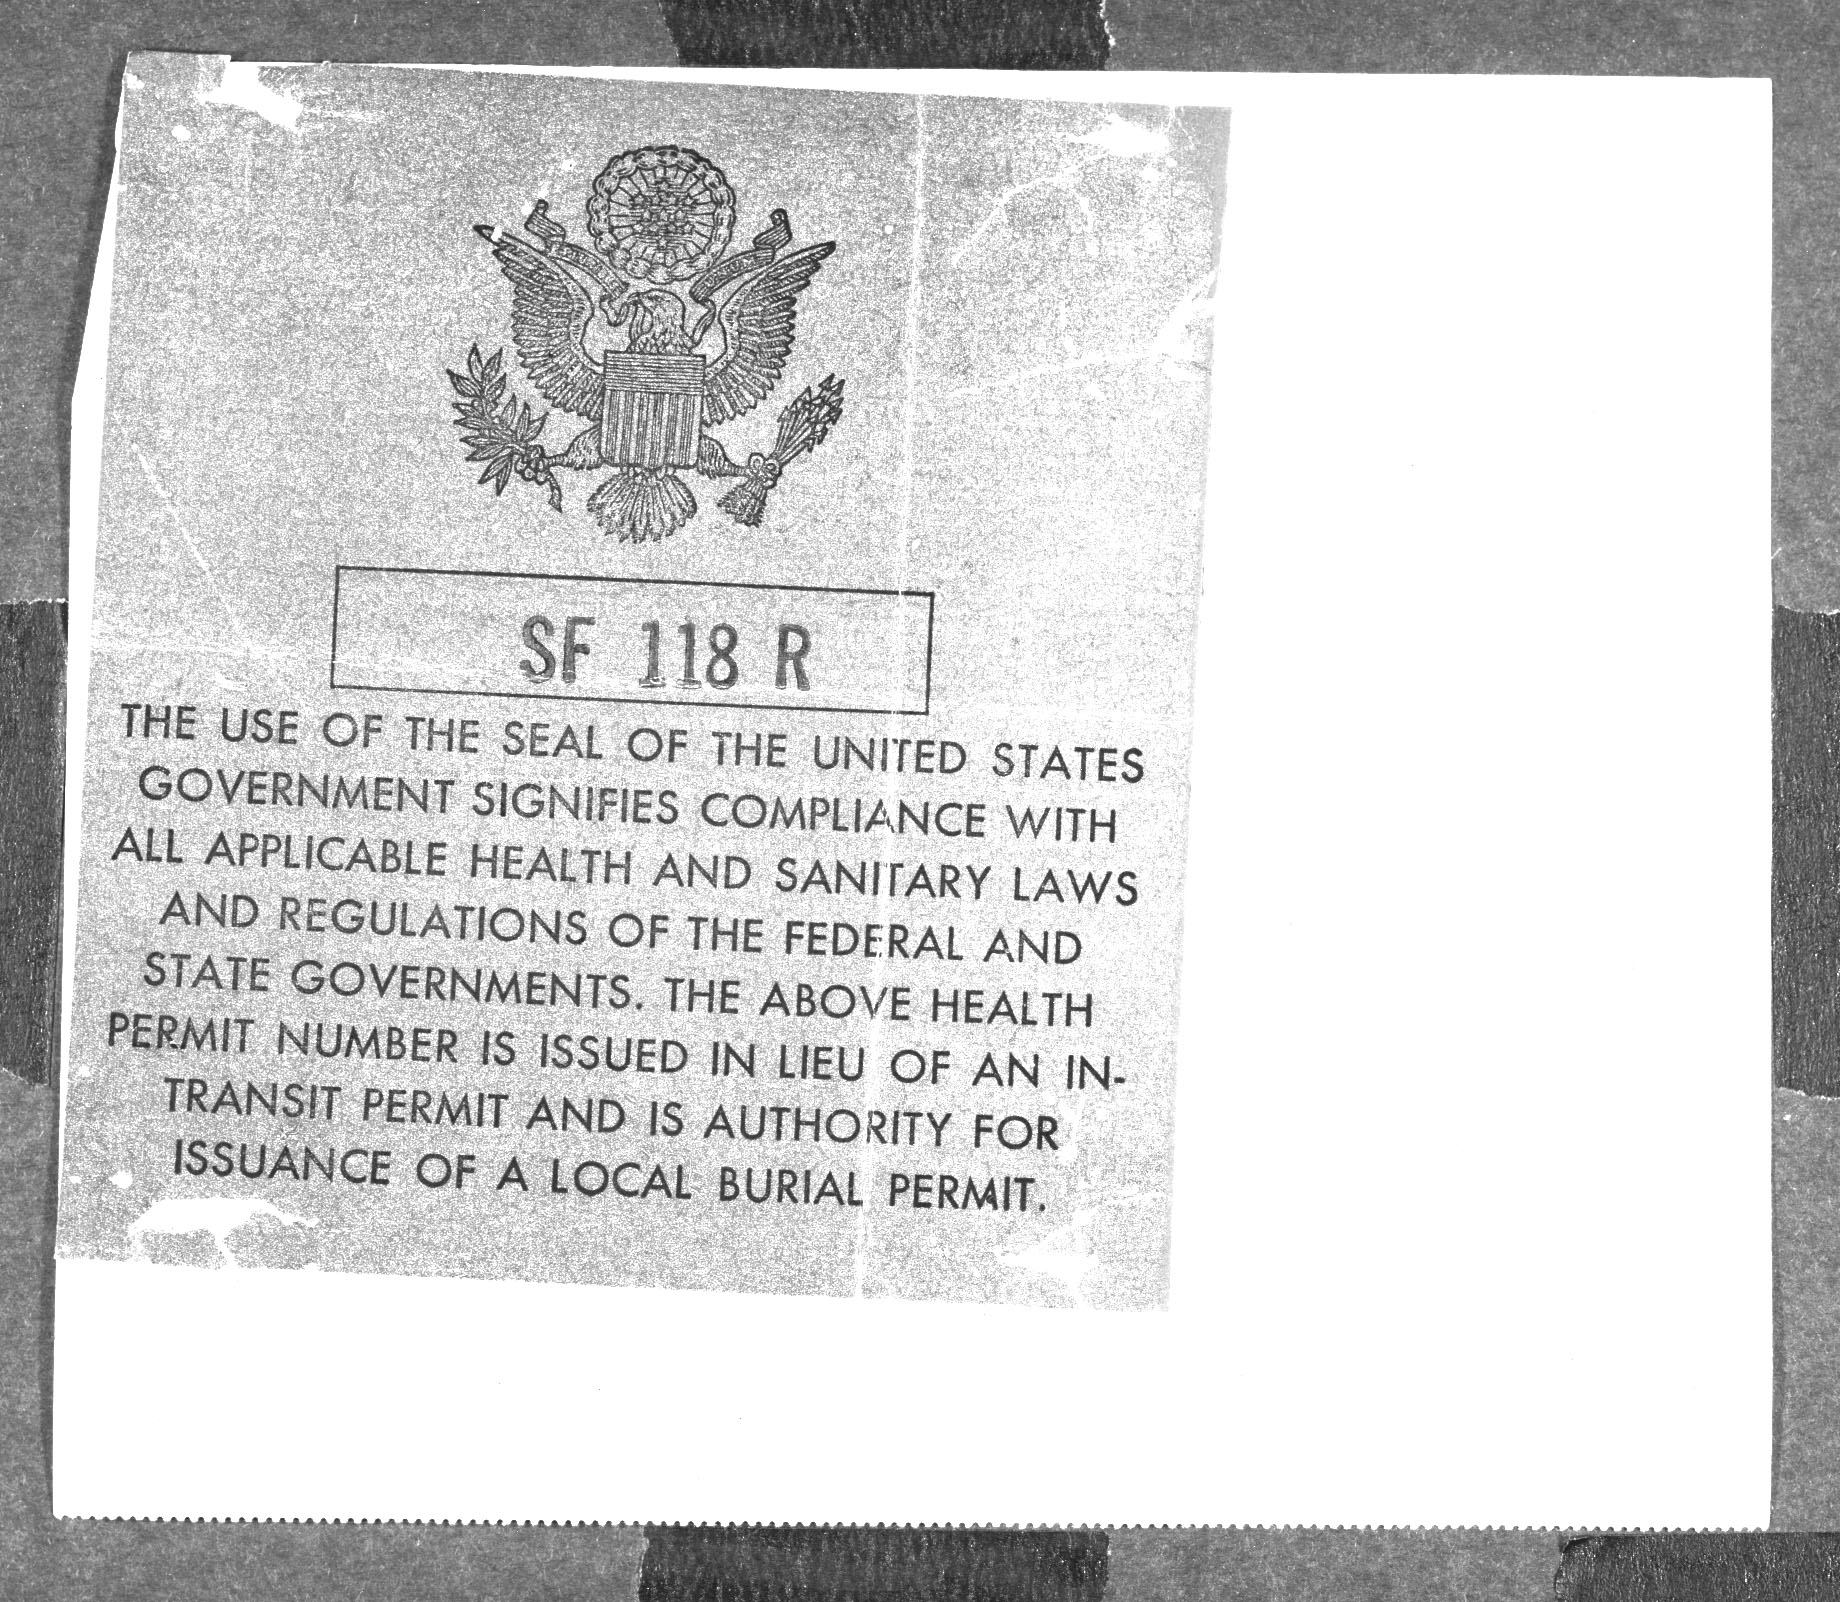 SF 118 R
THE USE OF THE SEAL OF THE UNITED STATES
GOVERNMENT SIGNIFIES COMPLIANCE WITH
ALL APPLICABLE HEALTH AND SANITARY LAWS
AND REGULATIONS OF THE FEDERAL AND
STATE GOVERNMENTS. THE ABOVE HEALTH
PERMIT NUMBER IS ISSUED IN LIEU OF AN IN-
TRANSIT PERMIT AND IS AUTHORITY FOR
ISSUANCE OF A LOCAL BURIAL PERMIT.